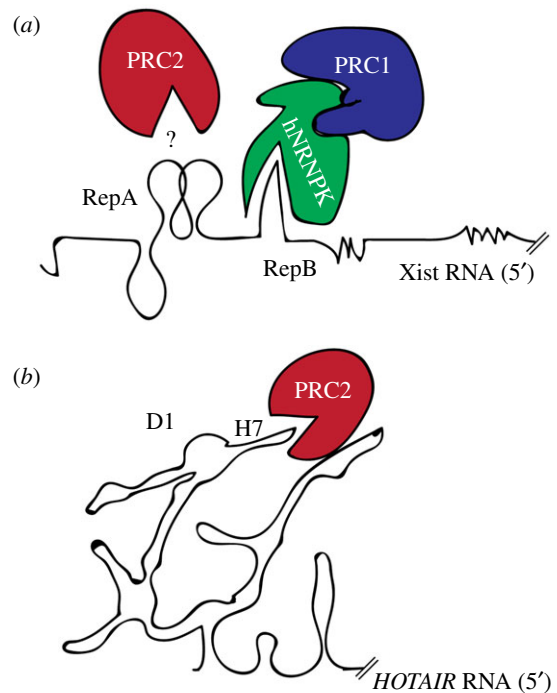 (a)
PRC2
PRC1
?
hNRNPK
RepA
RepB
Xist RNA (5′)
(b)
PRC2
D1
H7
HOTAIR RNA (5′)